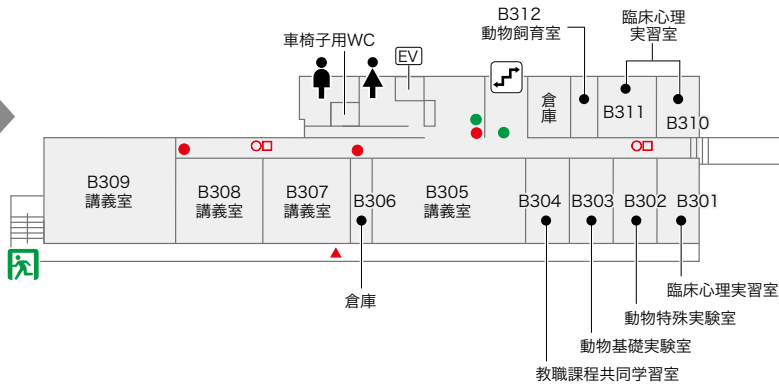 B312
動物飼育室
臨床心理
実習室
車椅子用WC
EV
倉
庫
B311
B310
B309
講義室
B308
講義室
B307
講義室
B306
B305
講義室
B304
B303
B302
B301
倉庫
臨床心理実習室
動物特殊実験室
動物基礎実験室
教職課程共同学習室